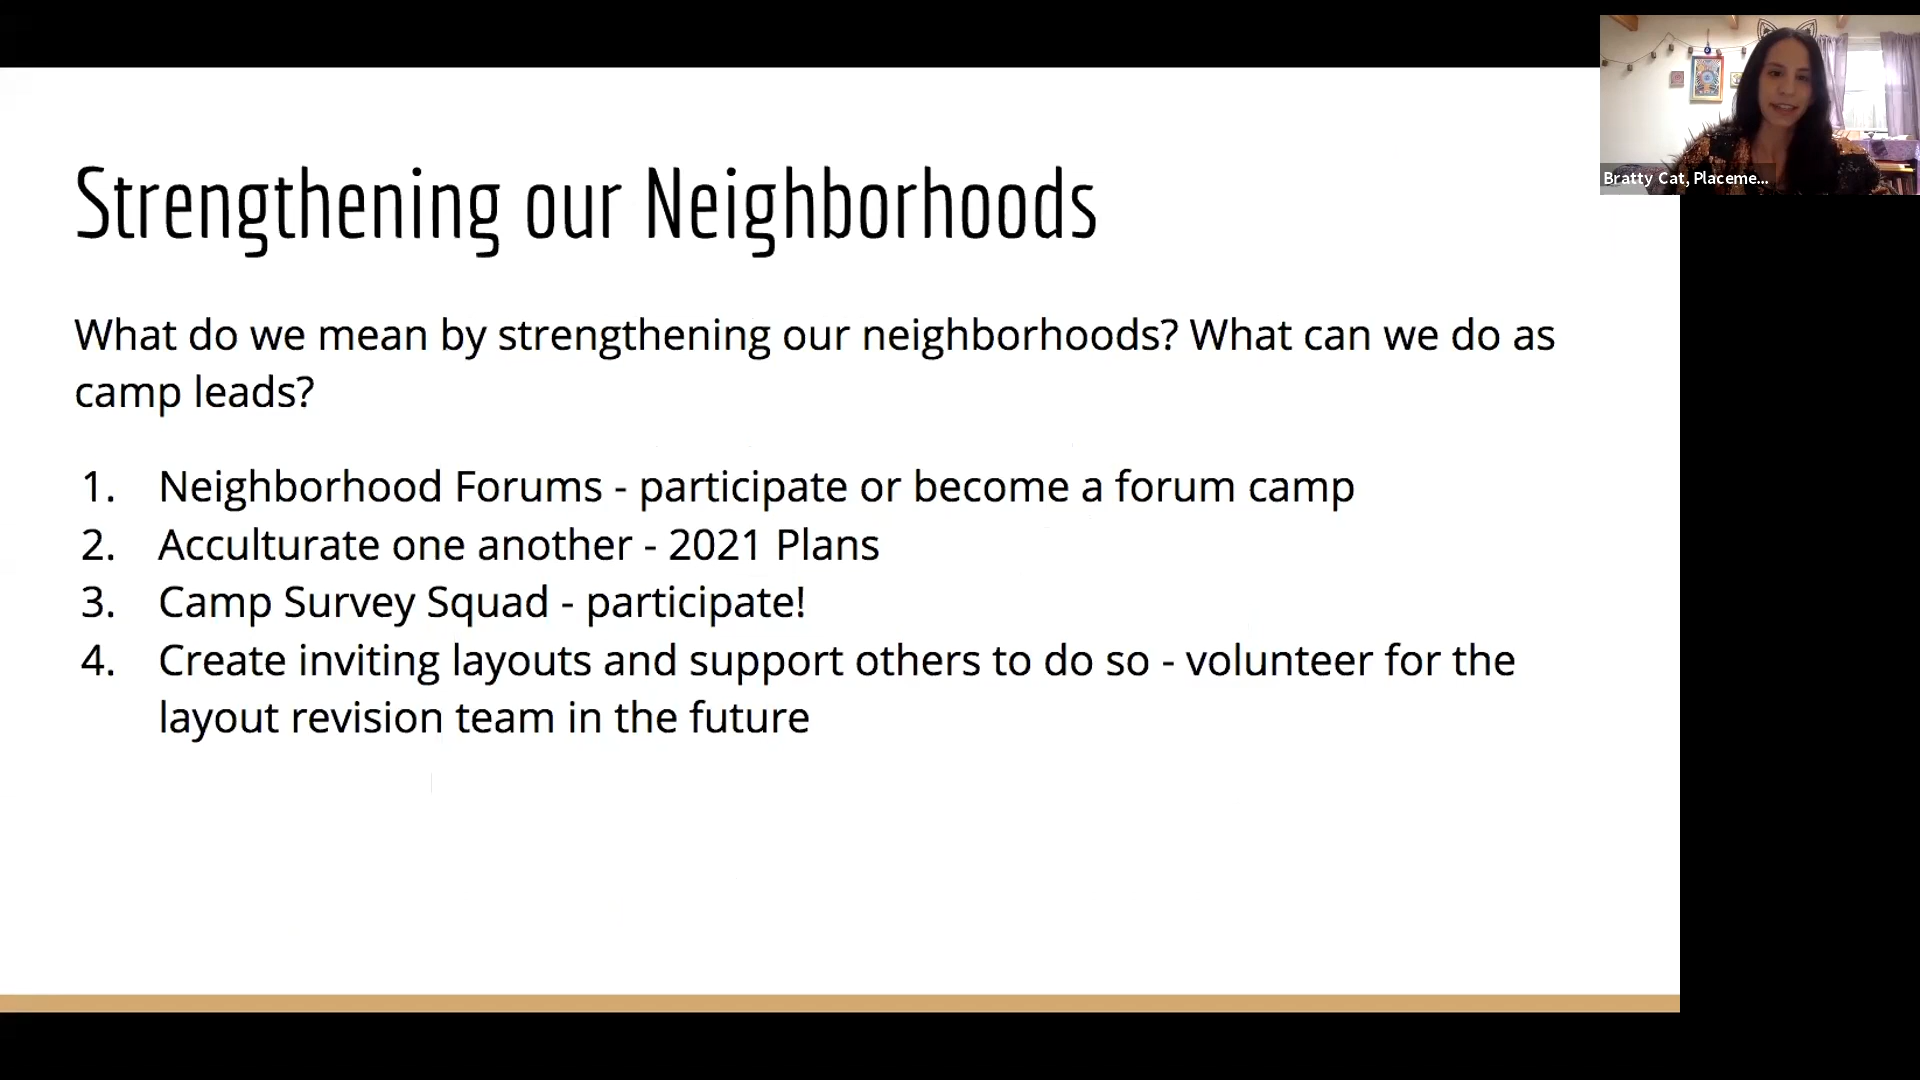 Strengthening our Neighborhoods
What do we mean by strengthening our neighborhoods? What can we do as
camp leads?
1. Neighborhood Forums - participate or become a forum camp
2. Acculturate one another - 2021 Plans
3. Camp Survey Squad - participate!
4. Create inviting layouts and support others to do so - volunteer for the
layout revision team in the future
Bratty Cat, Placeme...